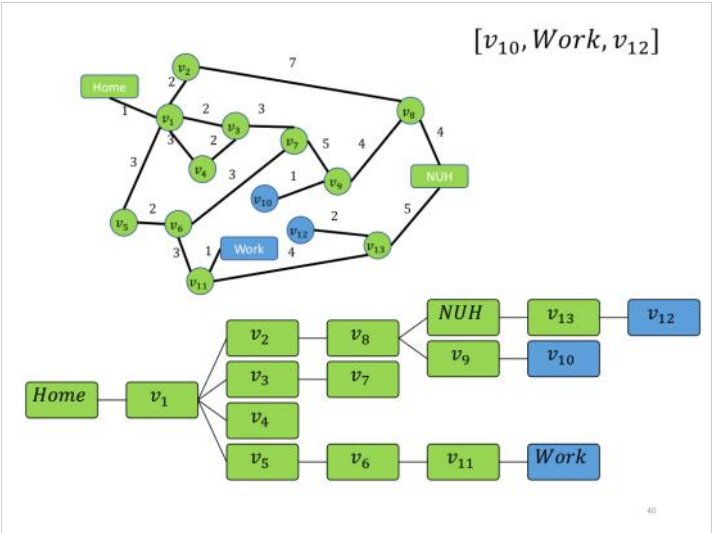 [v₁₀, Work, v₁₂]
7
v₂
Home
2
v₈
1
v₁
2
3
v₃
4
3
2
v₇
5
4
v₄
3
3
1
v₉
NUH
v₁₀
2
2
5
v₅
v₆
v₁₂
Work
v₁₃
3
1
4
v₁₁
NUH
v₁₃
v₁₂
v₂
v₈
v₉
v₁₀
Home
v₁
v₃
v₇
v₄
v₅
v₆
v₁₁
Work
40